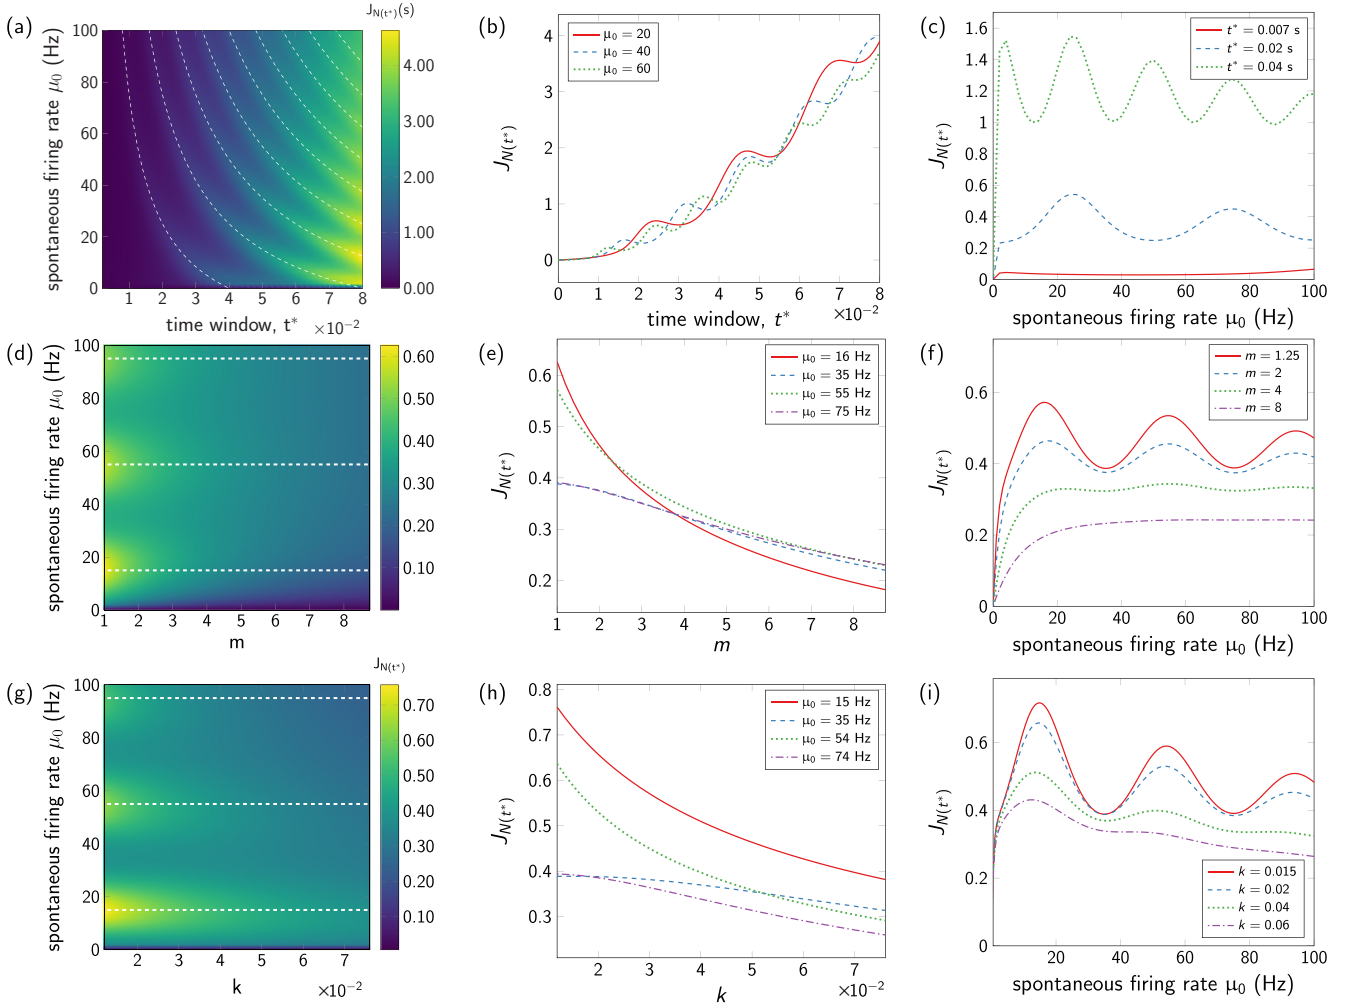 (a)
J_N(t*)(s)
spontaneous firing rate μ₀ (Hz)
100
80
60
40
20
0
1 2 3 4 5 6 7 8
time window, t* ×10⁻²
4.00
3.00
2.00
1.00
0.00
(b)
J_N(t*)
μ₀ = 20
μ₀ = 40
μ₀ = 60
4
3
2
1
0
0 1 2 3 4 5 6 7 8
time window, t* ×10⁻²
(c)
J_N(t*)
t* = 0.007 s
t* = 0.02 s
t* = 0.04 s
1.6
1.4
1.2
1
0.8
0.6
0.4
0.2
0
0 20 40 60 80 100
spontaneous firing rate μ₀ (Hz)
(d)
spontaneous firing rate μ₀ (Hz)
100
80
60
40
20
0
1 2 3 4 5 6 7 8
m
0.60
0.50
0.40
0.30
0.20
0.10
(e)
J_N(t*)
μ₀ = 16 Hz
μ₀ = 35 Hz
μ₀ = 55 Hz
μ₀ = 75 Hz
0.6
0.5
0.4
0.3
0.2
1 2 3 4 5 6 7 8
m
(f)
J_N(t*)
m = 1.25
m = 2
m = 4
m = 8
0.6
0.4
0.2
0
0 20 40 60 80 100
spontaneous firing rate μ₀ (Hz)
(g)
J_N(t*)
spontaneous firing rate μ₀ (Hz)
100
80
60
40
20
0
2 3 4 5 6 7
k ×10⁻²
0.70
0.60
0.50
0.40
0.30
0.20
0.10
(h)
J_N(t*)
μ₀ = 15 Hz
μ₀ = 35 Hz
μ₀ = 54 Hz
μ₀ = 74 Hz
0.8
0.7
0.6
0.5
0.4
0.3
2 3 4 5 6 7
k ×10⁻²
(i)
J_N(t*)
0.6
0.4
0.2
0
k = 0.015
k = 0.02
k = 0.04
k = 0.06
20 40 60 80 100
spontaneous firing rate μ₀ (Hz)